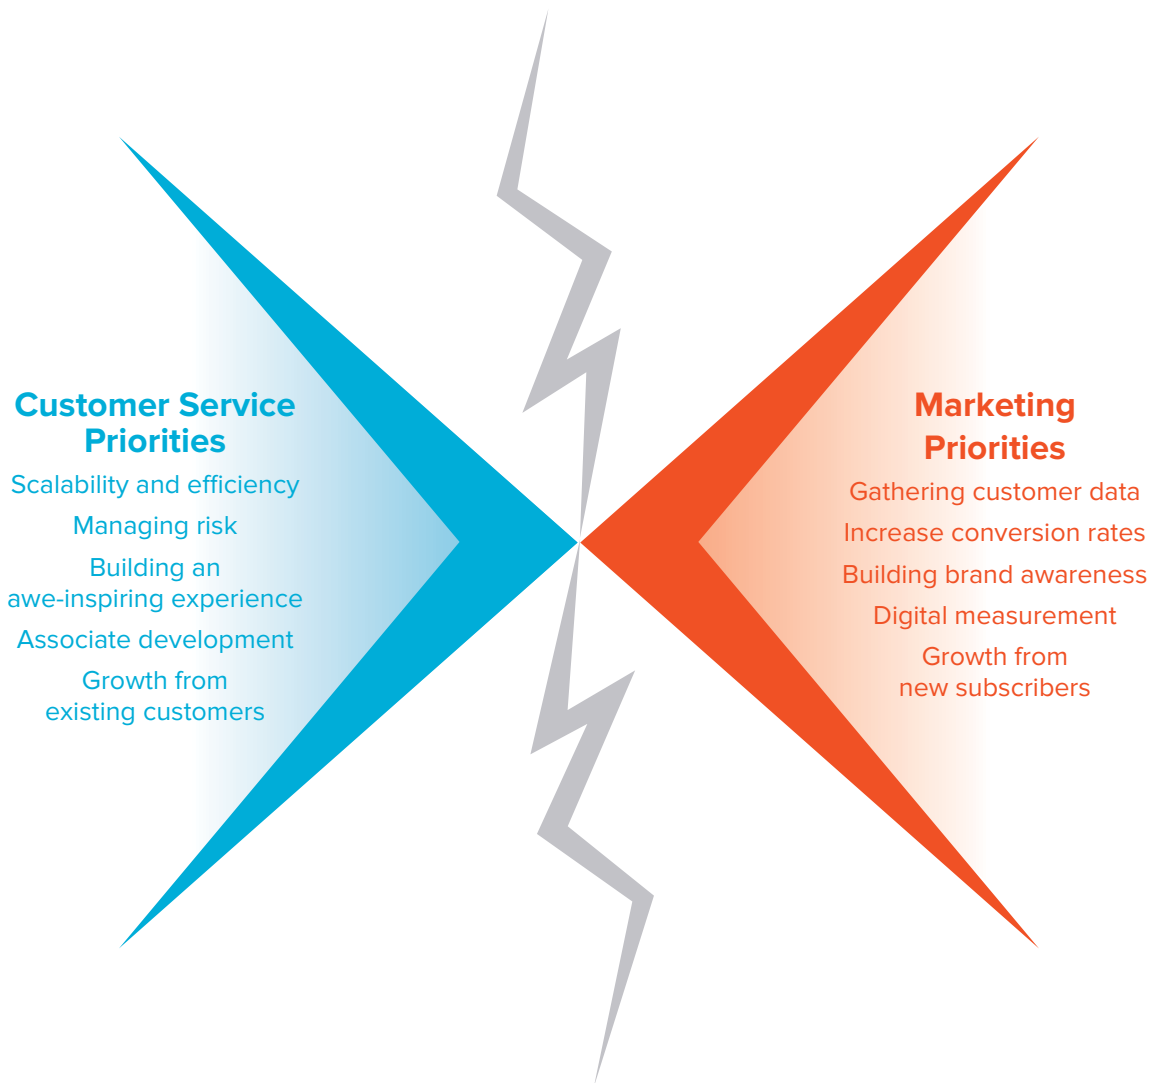 Customer Service
Priorities
Scalability and efficiency
Managing risk
Building an
awe-inspiring experience
Associate development
Growth from
existing customers
Marketing
Priorities
Gathering customer data
Increase conversion rates
Building brand awareness
Digital measurement
Growth from
new subscribers